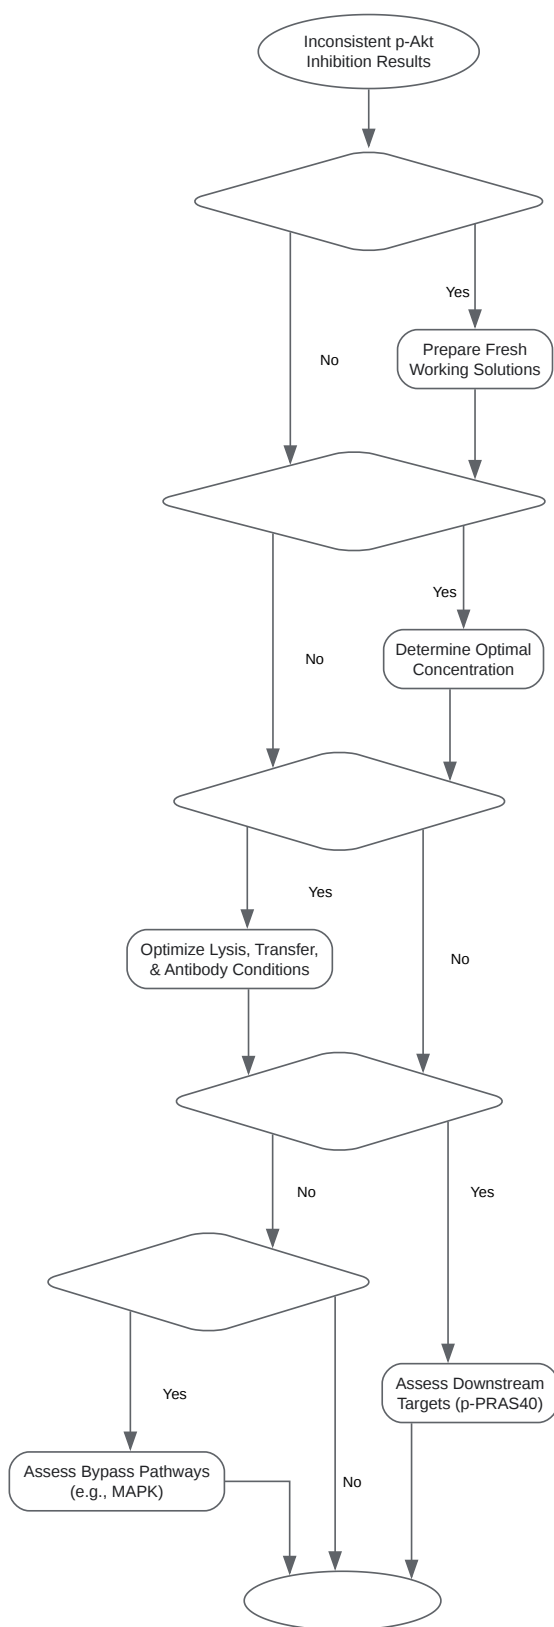 Inconsistent p-Akt
Inhibition Results
Yes
Prepare Fresh
Working Solutions
No
Yes
Determine Optimal
Concentration
No
Yes
Optimize Lysis, Transfer,
& Antibody Conditions
No
No
Yes
Assess Downstream
Targets (p-PRAS40)
Yes
Assess Bypass Pathways
(e.g., MAPK)
No